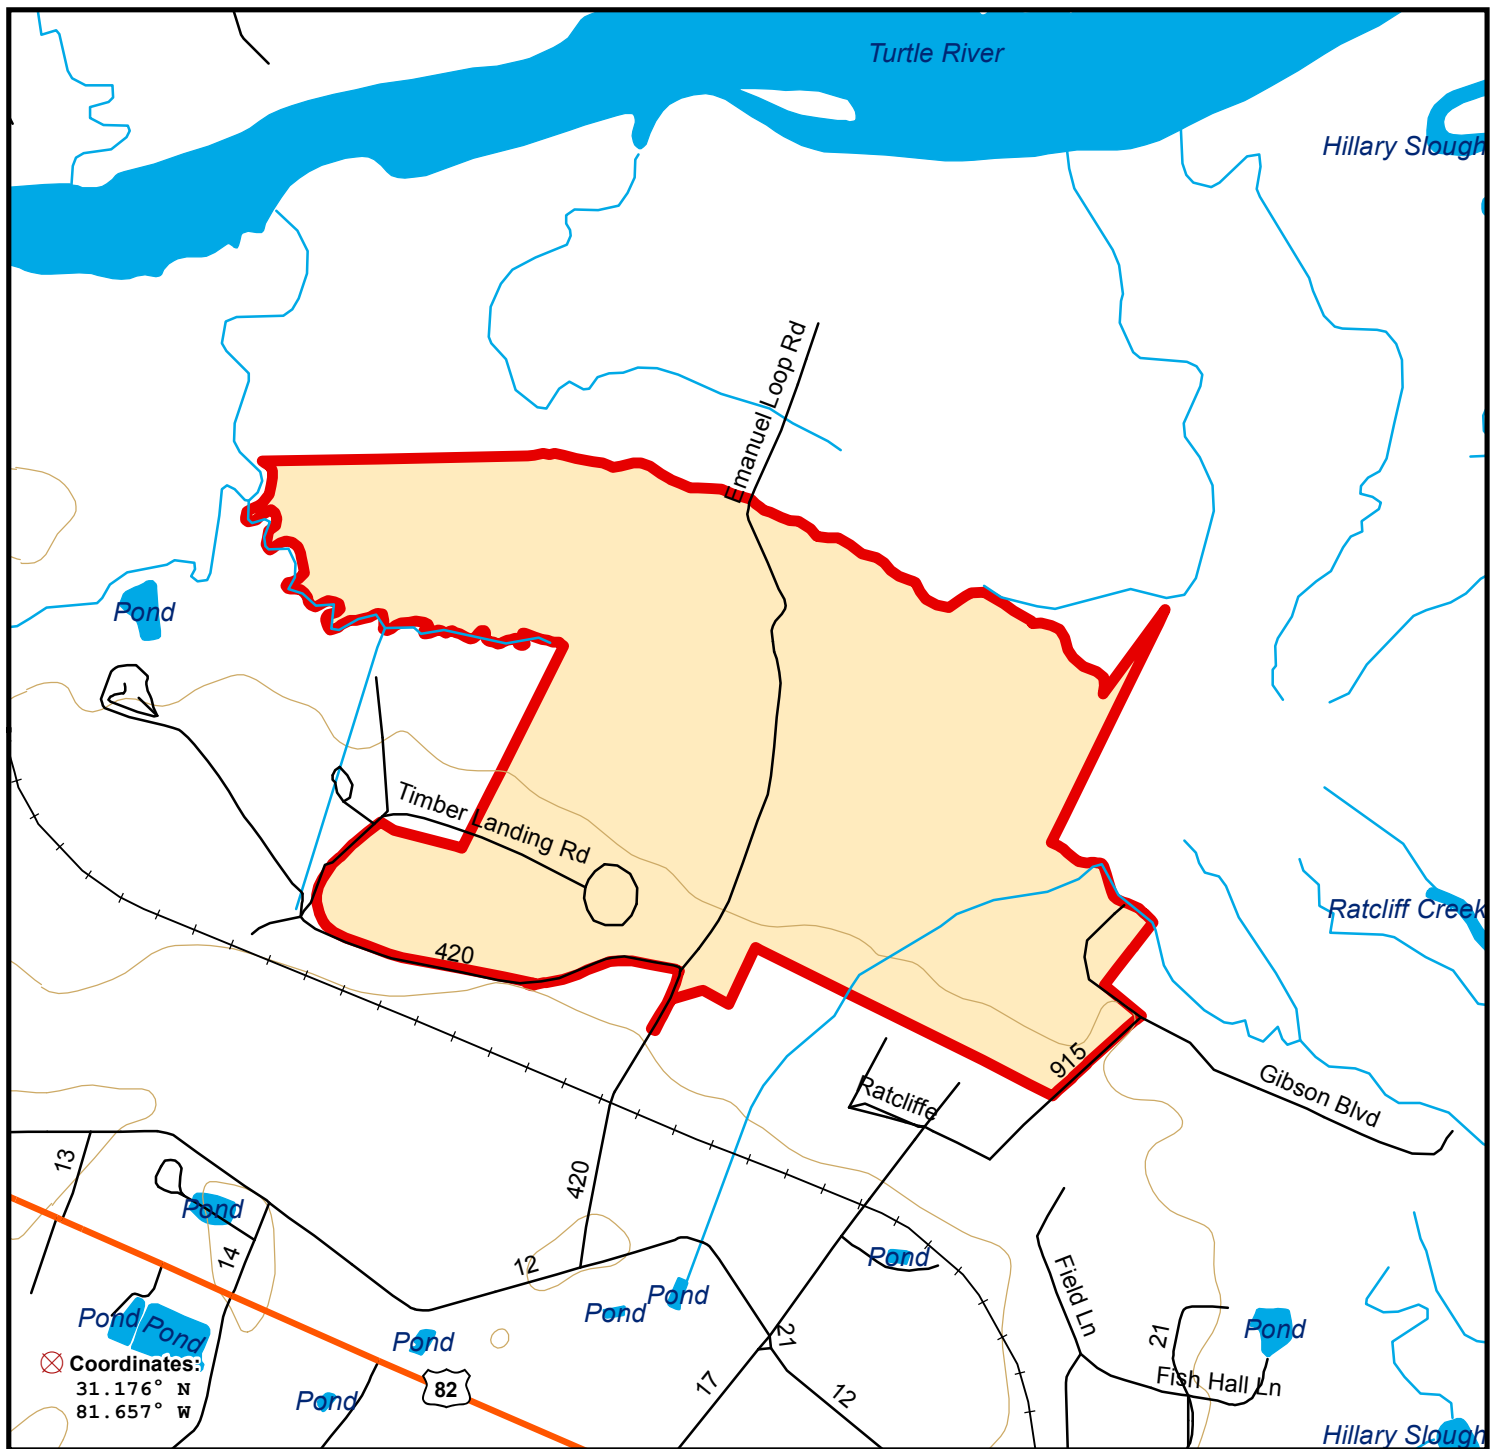 Turtle River
Hillary Slough
Emanuel Loop Rd
Pond
Timber Landing Rd
Ratcliff Creek
420
915
Ratcliffe
Gibson Blvd
13
420
Pond
14
12
Pond
Field Ln
Pond
Pond
Pond
Pond
Pond
21
21
Pond
Coordinates:
31.176° N
81.657° W
82
17
12
Fish Hall Ln
Pond
Hillary Slough